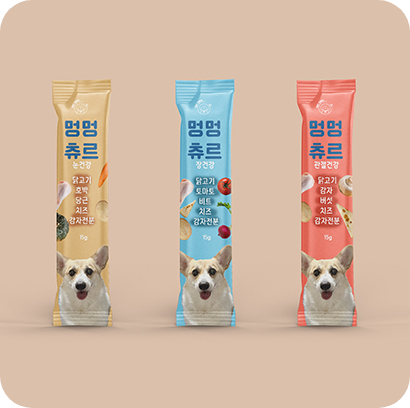 멍멍
츄르
눈건강
닭고기
호박
당근
치즈
감자전분
15g
멍멍
츄르
장건강
닭고기
토마토
비트
치즈
감자전분
15g
멍멍
츄르
관절건강
닭고기
감자
버섯
치즈
감자전분
15g